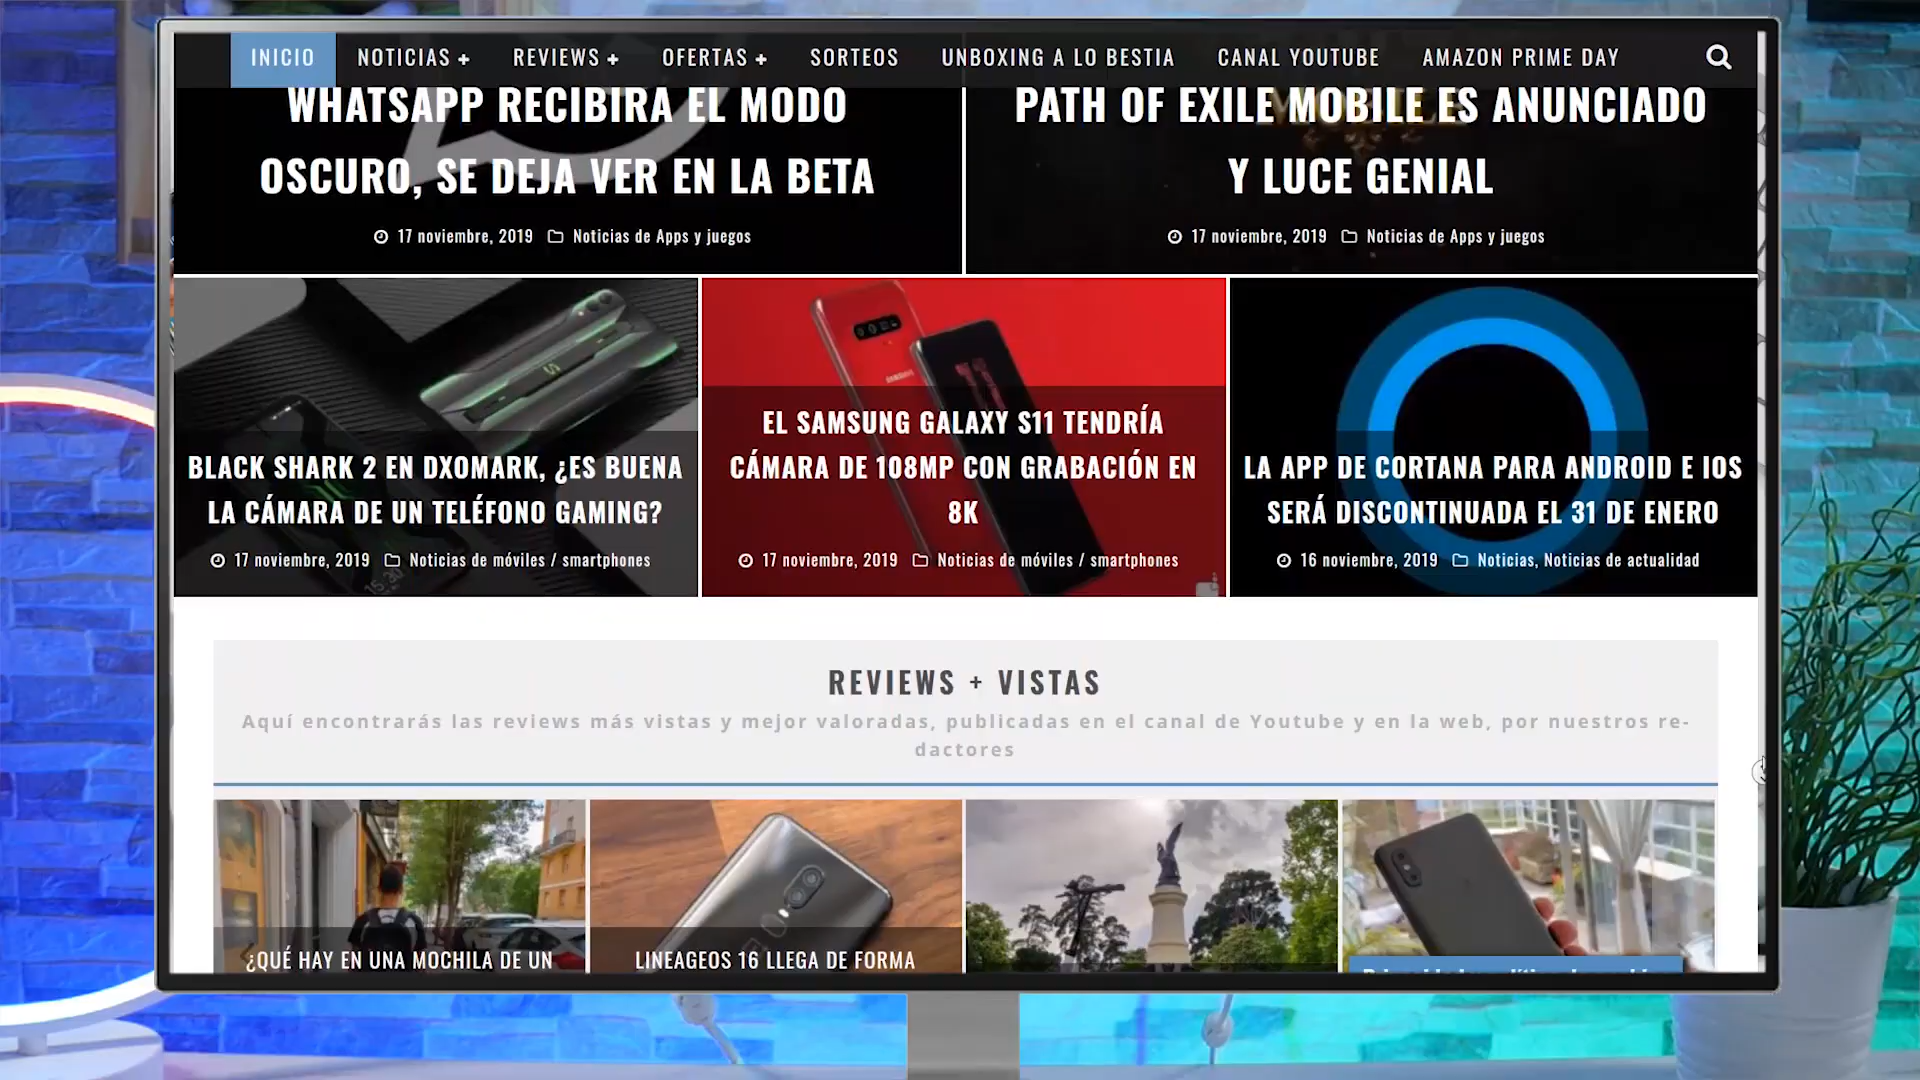 INICIO NOTICIAS + REVIEWS + OFERTAS + SORTEOS UNBOXING A LO BESTIA CANAL YOUTUBE AMAZON PRIME DAY
WHATSAPP RECIBIRA EL MODO
OSCURO, SE DEJA VER EN LA BETA
17 noviembre, 2019 Noticias de Apps y juegos
PATH OF EXILE MOBILE ES ANUNCIADO
Y LUCE GENIAL
17 noviembre, 2019 Noticias de Apps y juegos
BLACK SHARK 2 EN DXOMARK, ¿ES BUENA
LA CÁMARA DE UN TELÉFONO GAMING?
17 noviembre, 2019 Noticias de móviles / smartphones
SAMSUNG
EL SAMSUNG GALAXY S11 TENDRÍA
CÁMARA DE 108MP CON GRABACIÓN EN
8K
17 noviembre, 2019 Noticias de móviles / smartphones
LA APP DE CORTANA PARA ANDROID E IOS
SERÁ DISCONTINUADA EL 31 DE ENERO
16 noviembre, 2019 Noticias, Noticias de actualidad
REVIEWS + VISTAS
Aquí encontrarás las reviews más vistas y mejor valoradas, publicadas en el canal de Youtube y en la web, por nuestros re-
dactores
¿QUÉ HAY EN UNA MOCHILA DE UN
LINEAGEOS 16 LLEGA DE FORMA